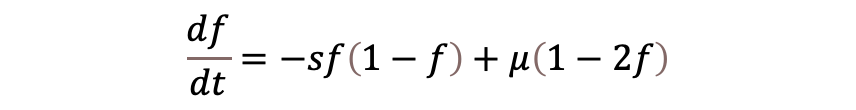 df/dt = −sf(1 − f) + μ(1 − 2f)